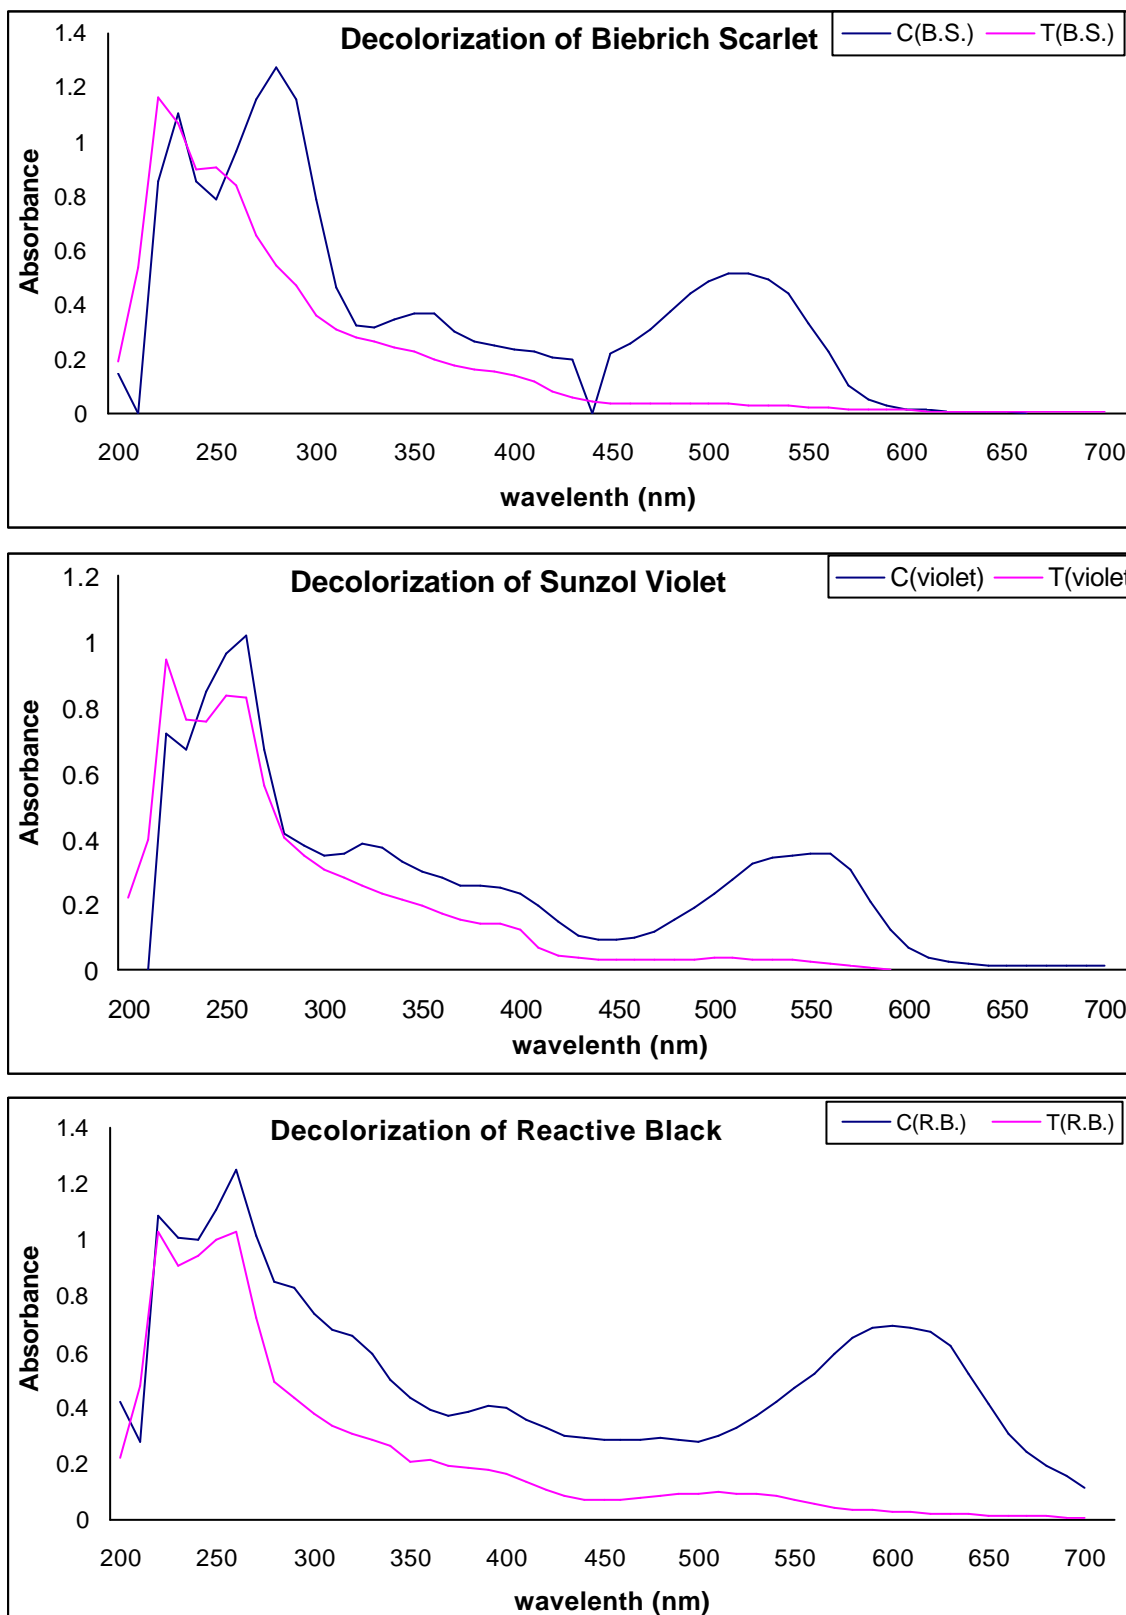 Decolorization of Biebrich Scarlet
C(B.S.) T(B.S.)
1.4
1.2
1
0.8
0.6
0.4
0.2
0
Absorbance
200 250 300 350 400 450 500 550 600 650 700
wavelenth (nm)
Decolorization of Sunzol Violet
C(violet) T(violet
1.2
1
0.8
0.6
0.4
0.2
0
Absorbance
200 250 300 350 400 450 500 550 600 650 700
wavelenth (nm)
Decolorization of Reactive Black
C(R.B.) T(R.B.)
1.4
1.2
1
0.8
0.6
0.4
0.2
0
Absorbance
200 250 300 350 400 450 500 550 600 650 700
wavelenth (nm)